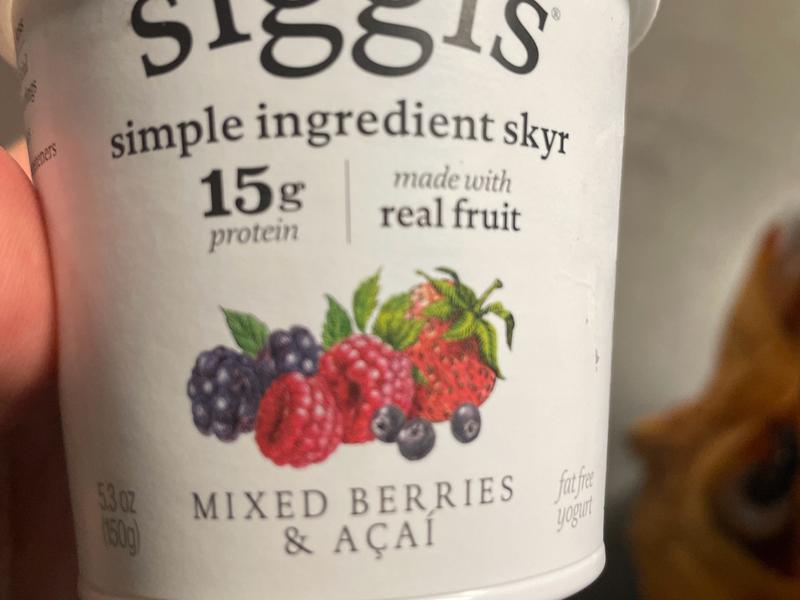 siggi's®
simple ingredient skyr
15g
protein
made with
real fruit
5.3 oz
(150g)
MIXED BERRIES
& AÇAÍ
fat free
yogurt